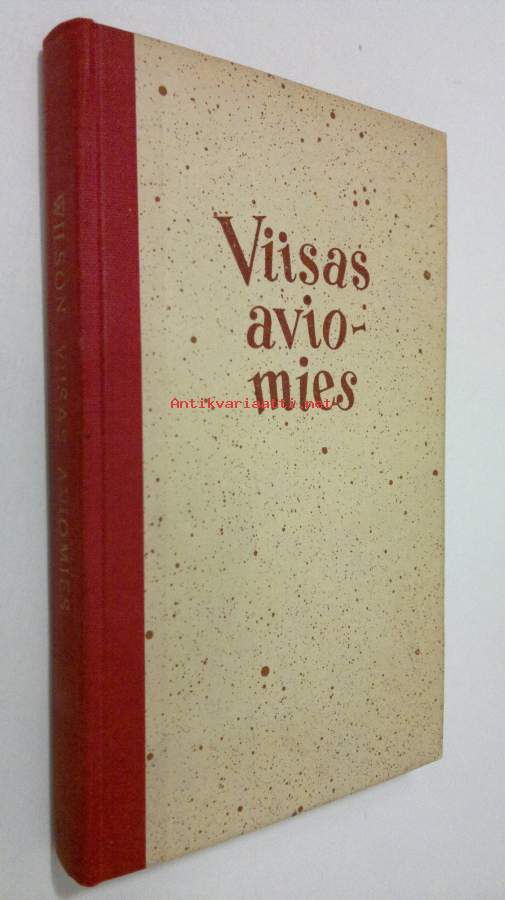 Viisas
avio-
mies
Antikvariaatti.net
WILSON VIISAS AVIOMIES